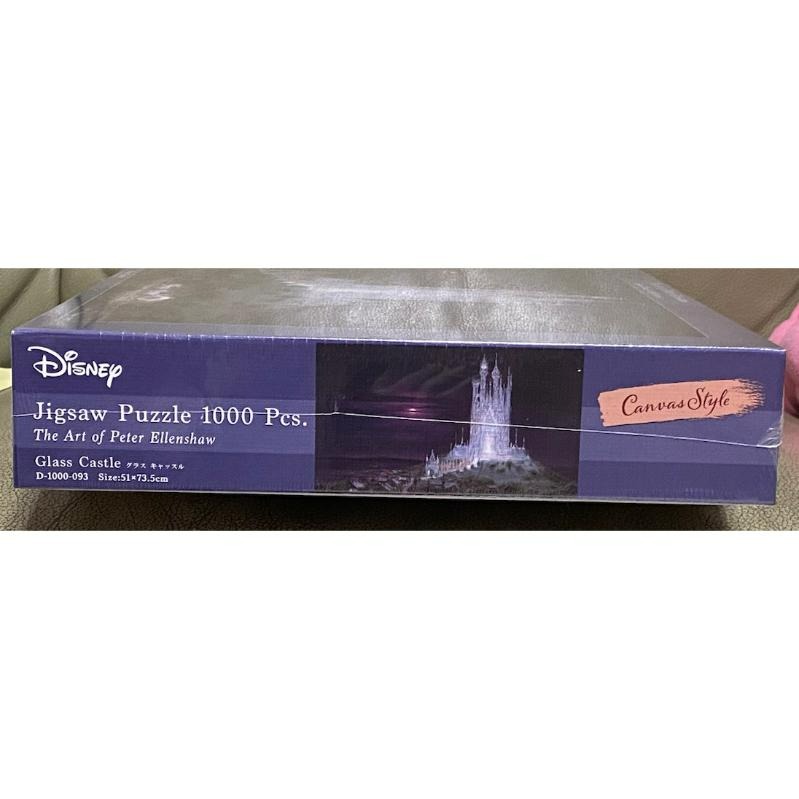 Disney
Jigsaw Puzzle 1000 Pcs.
The Art of Peter Ellenshaw
Glass Castle グラス キャッスル
D-1000-093 Size:51×73.5cm
Canvas Style